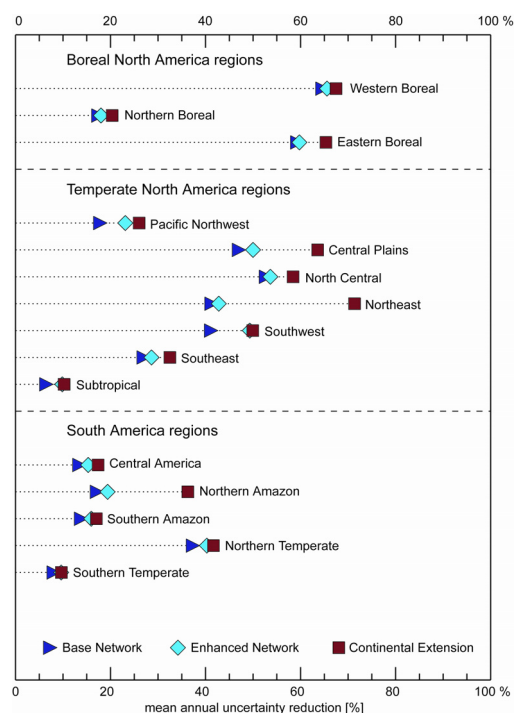 0 20 40 60 80 100 %
Boreal North America regions
Western Boreal
Northern Boreal
Eastern Boreal
Temperate North America regions
Pacific Northwest
Central Plains
North Central
Northeast
Southwest
Southeast
Subtropical
South America regions
Central America
Northern Amazon
Southern Amazon
Northern Temperate
Southern Temperate
Base Network Enhanced Network Continental Extension
0 20 40 60 80 100 %
mean annual uncertainty reduction [%]